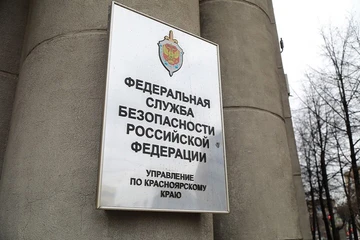 ФЕДЕРАЛЬНАЯ
СЛУЖБА
БЕЗОПАСНОСТИ
РОССИЙСКОЙ
ФЕДЕРАЦИИ
УПРАВЛЕНИЕ
ПО КРАСНОЯРСКОМУ
КРАЮ